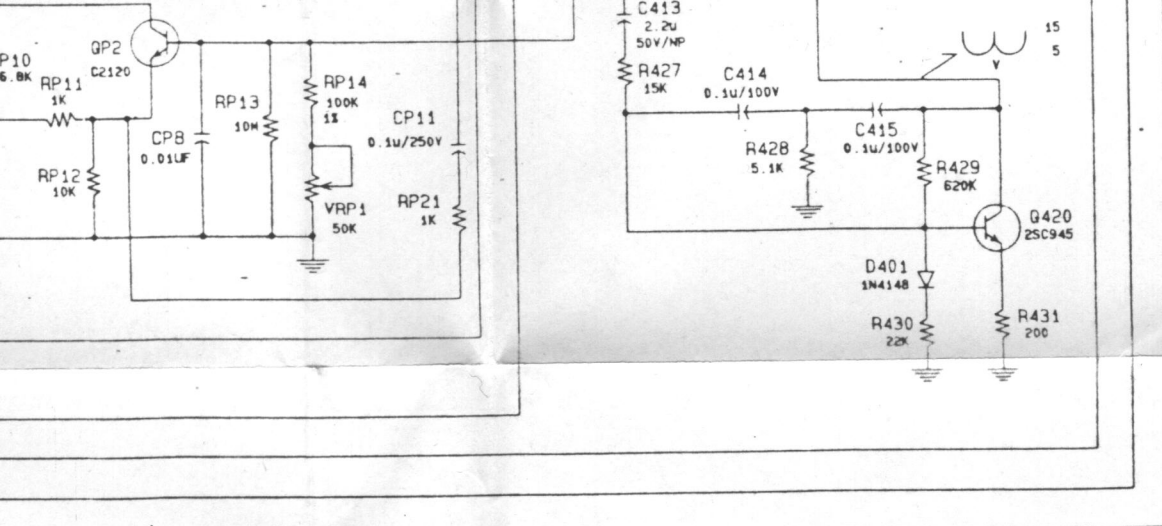 QP2
C2120
P10
6.8K
RP11
1K
RP12
10K
CP8
0.01UF
RP13
10M
RP14
100K
1%
VRP1
50K
CP11
0.1u/250V
RP21
1K
C413
2.2u
50V/NP
R427
15K
C414
0.1u/100V
R428
5.1K
C415
0.1u/100V
R429
620K
15
5
V
Q420
2SC945
D401
1N4148
R430
22K
R431
200